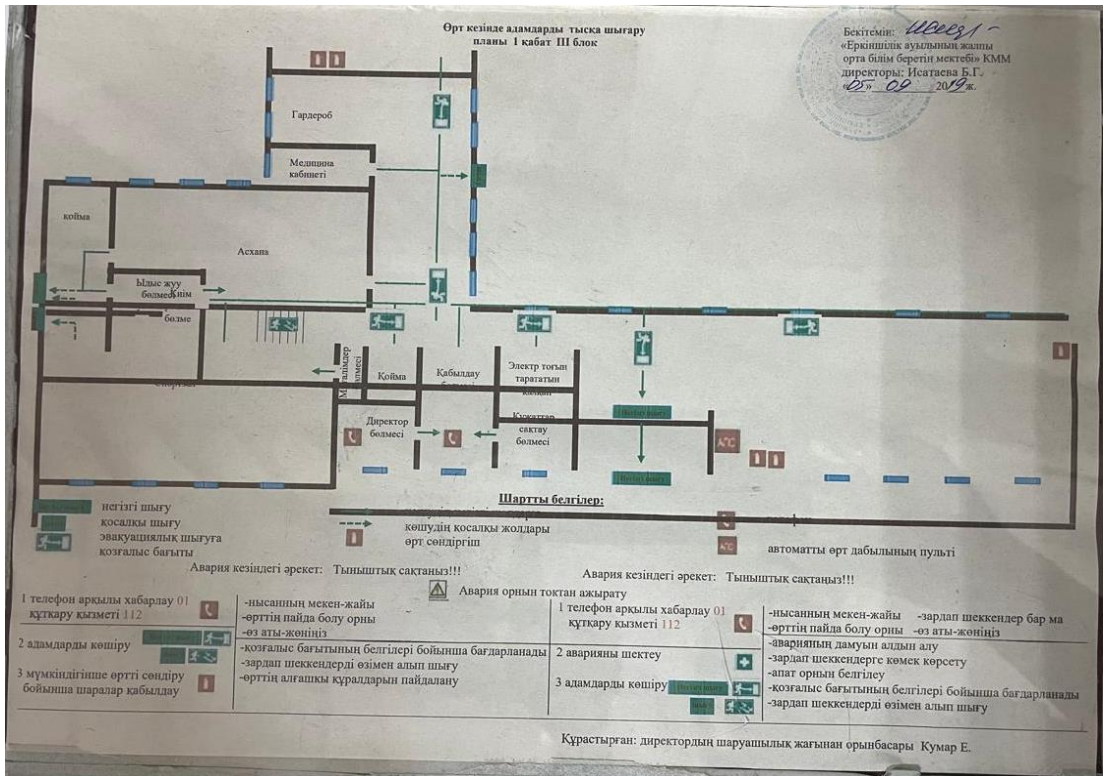 Өрт кезінде адамдарды тысқа шығару
планы 1 қабат III блок
Бекітемін:
«Еркіншілік ауылының жалпы
орта білім беретін мектебі» КММ
директоры: Исатаева Б.Г.
«05» 09 2019ж.
Гардероб
Медицина
кабинеті
қойма
Асхана
Ыдыс жуу
бөлмесі
Киім
бөлме
Мұғалімдер
бөлмесі
Қойма
Қабылдау
Электр тоғын
тарататын
Директор
бөлмесі
Құжаттар
сақтау
бөлмесі
Шартты белгілер:
негізгі шығу
қосалқы шығу
эвакуациялық шығуға
қозғалыс бағыты
көшудің қосалқы жолдары
өрт сөндіргіш
автоматты өрт дабылының пульті
Авария кезіндегі әрекет: Тыныштық сақтаңыз!!!
1 телефон арқылы хабарлау 01
құтқару қызметі 112
-нысанның мекен-жайы
-өрттің пайда болу орны
-өз аты-жөніңіз
2 адамдарды көшіру
-қозғалыс бағытының белгілері бойынша бағдарланады
-зардап шеккендерді өзімен алып шығу
-өрттің алғашқы құралдарын пайдалану
3 мүмкіндігінше өртті сөндіру
бойынша шаралар қабылдау
Авария кезіндегі әрекет: Тыныштық сақтаңыз!!!
Авария орнын токтан ажырату
1 телефон арқылы хабарлау 01
құтқару қызметі 112
-нысанның мекен-жайы -зардап шеккендер бар ма
-өрттің пайда болу орны -өз аты-жөніңіз
2 аварияны шектеу
-аварияның дамуын алдын алу
-зардап шеккендерге көмек көрсету
-апат орнын белгілеу
3 адамдарды көшіру
-қозғалыс бағытының белгілері бойынша бағдарланады
-зардап шеккендерді өзімен алып шығу
Құрастырған: директордың шаруашылық жағынан орынбасары Кумар Е.